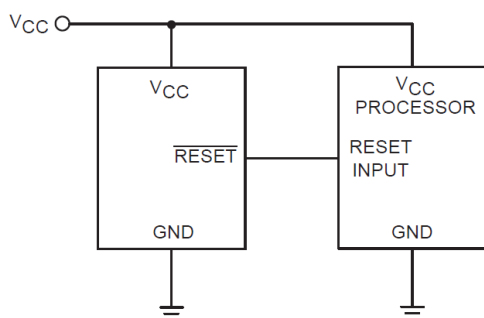 VCC
VCC
RESET
GND
VCC
PROCESSOR
RESET
INPUT
GND